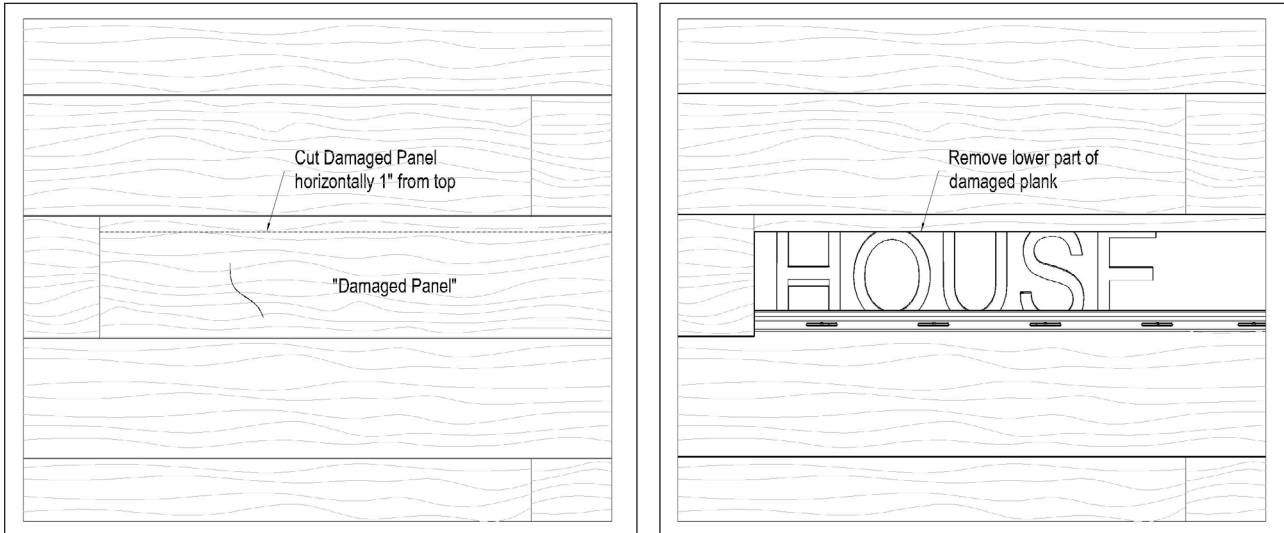 Cut Damaged Panel
horizontally 1" from top
"Damaged Panel"
Remove lower part of
damaged plank
HOUSE